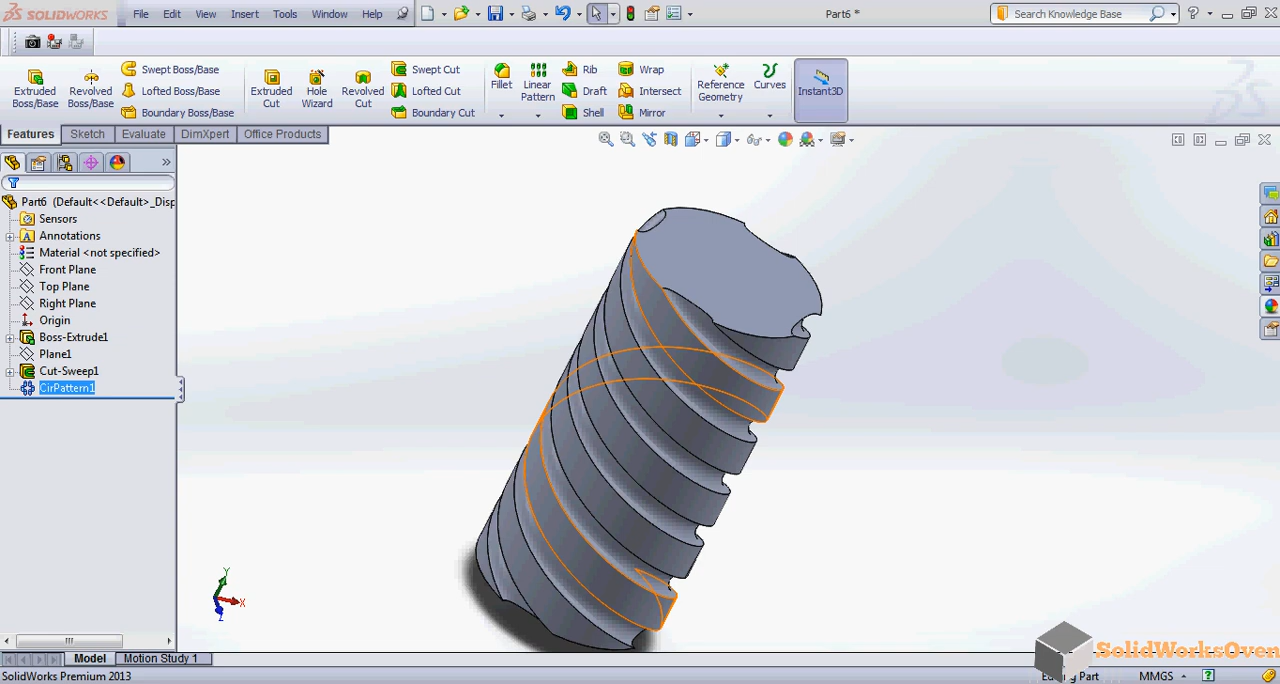 SOLIDWORKS File Edit View Insert Tools Window Help Part6 * Search Knowledge Base
Extruded Boss/Base
Revolved Boss/Base
Swept Boss/Base
Lofted Boss/Base
Boundary Boss/Base
Extruded Cut
Hole Wizard
Revolved Cut
Swept Cut
Lofted Cut
Boundary Cut
Fillet
Linear Pattern
Rib
Draft
Shell
Wrap
Intersect
Mirror
Reference Geometry
Curves
Instant3D
Features Sketch Evaluate DimXpert Office Products
Part6 (Default<<Default>_Disp
Sensors
Annotations
Material <not specified>
Front Plane
Top Plane
Right Plane
Origin
Boss-Extrude1
Plane1
Cut-Sweep1
CirPattern1
Y
X
Z
Model Motion Study 1
SolidWorksOven
SolidWorks Premium 2013 Editing Part MMGS